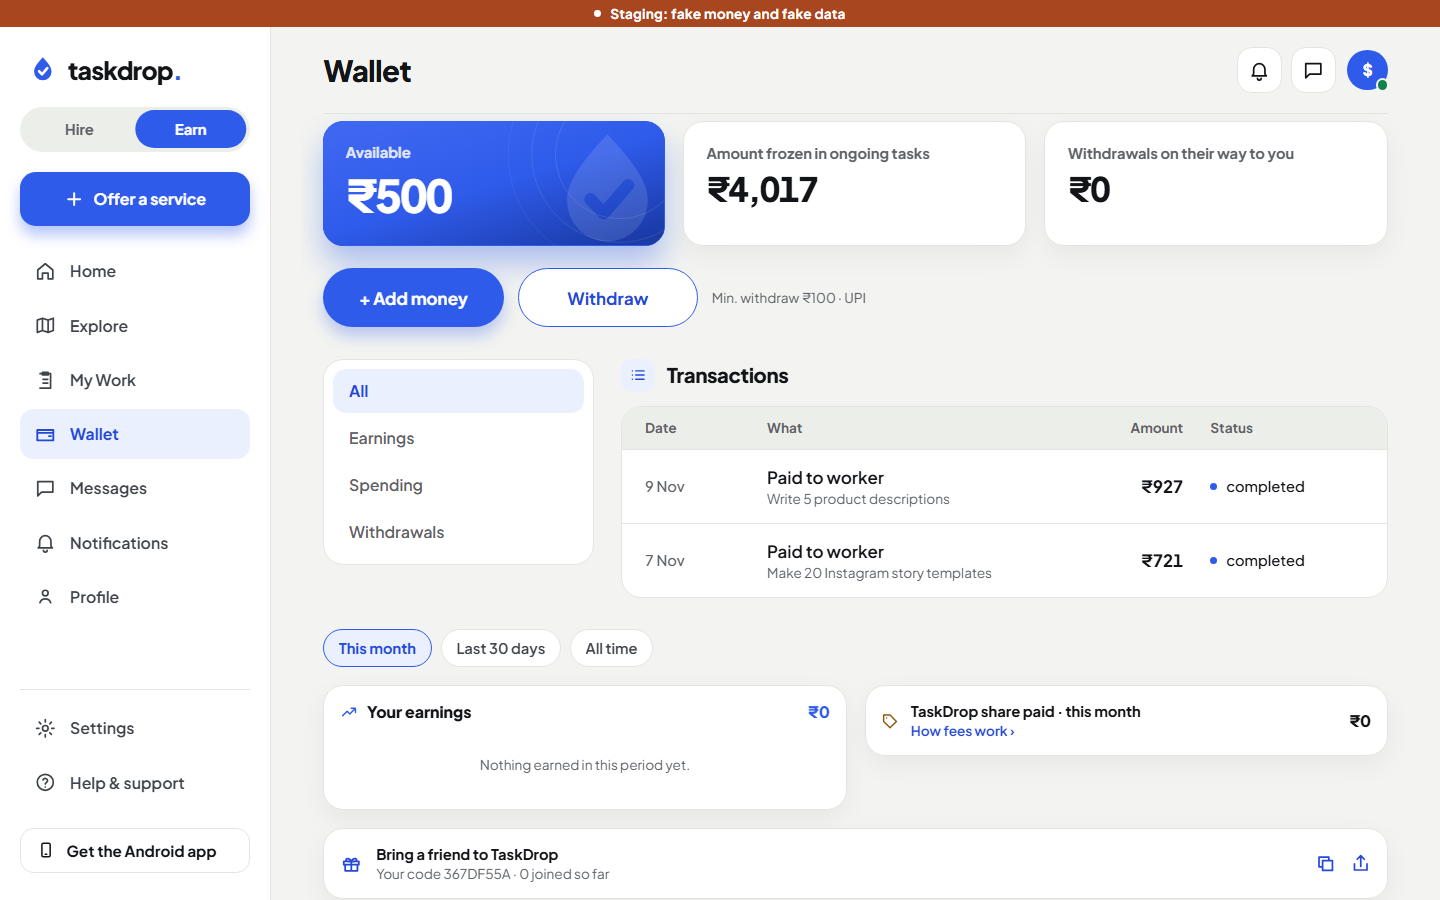 Staging: fake money and fake data
taskdrop.
Hire
Earn
+ Offer a service
Home
Explore
My Work
Wallet
Messages
Notifications
Profile
Settings
Help & support
Get the Android app
Wallet
$
Available
₹500
Amount frozen in ongoing tasks
₹4,017
Withdrawals on their way to you
₹0
+ Add money
Withdraw
Min. withdraw ₹100 · UPI
All
Earnings
Spending
Withdrawals
Transactions
Date What Amount Status
9 Nov Paid to worker ₹927 completed
Write 5 product descriptions
7 Nov Paid to worker ₹721 completed
Make 20 Instagram story templates
This month
Last 30 days
All time
Your earnings ₹0
Nothing earned in this period yet.
TaskDrop share paid · this month ₹0
How fees work ›
Bring a friend to TaskDrop
Your code 367DF55A · 0 joined so far